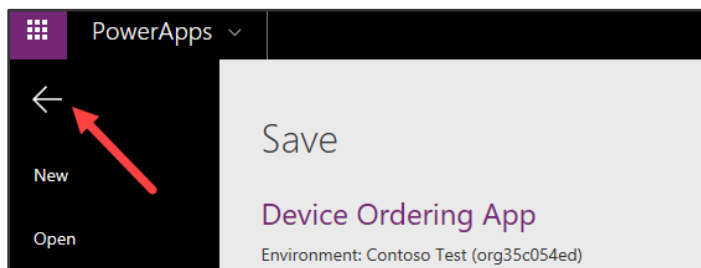 PowerApps
Save
New
Device Ordering App
Open
Environment: Contoso Test (org35c054ed)